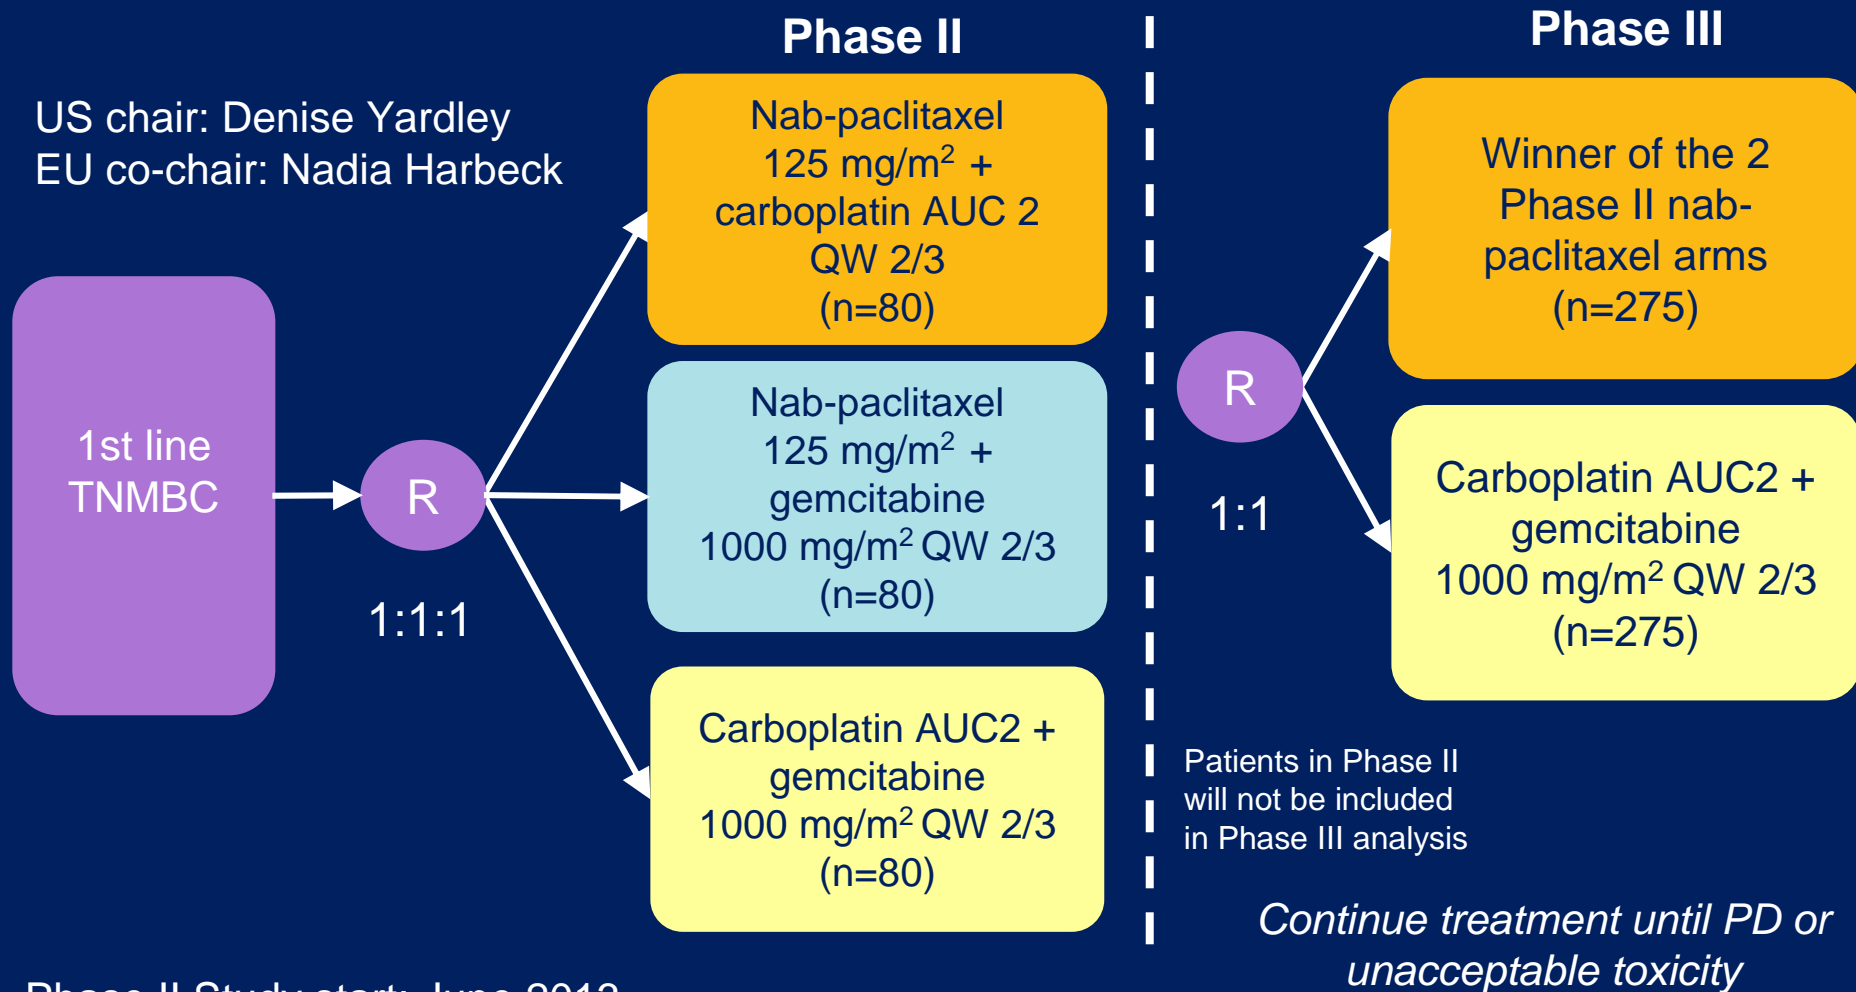 Phase II
Phase III
US chair: Denise Yardley
EU co-chair: Nadia Harbeck
1st line
TNMBC
R
1:1:1
Nab-paclitaxel
125 mg/m² +
carboplatin AUC 2
QW 2/3
(n=80)
Nab-paclitaxel
125 mg/m² +
gemcitabine
1000 mg/m² QW 2/3
(n=80)
Carboplatin AUC2 +
gemcitabine
1000 mg/m² QW 2/3
(n=80)
R
1:1
Winner of the 2
Phase II nab-
paclitaxel arms
(n=275)
Carboplatin AUC2 +
gemcitabine
1000 mg/m² QW 2/3
(n=275)
Patients in Phase II
will not be included
in Phase III analysis
Continue treatment until PD or
unacceptable toxicity
Phase II Study start: June